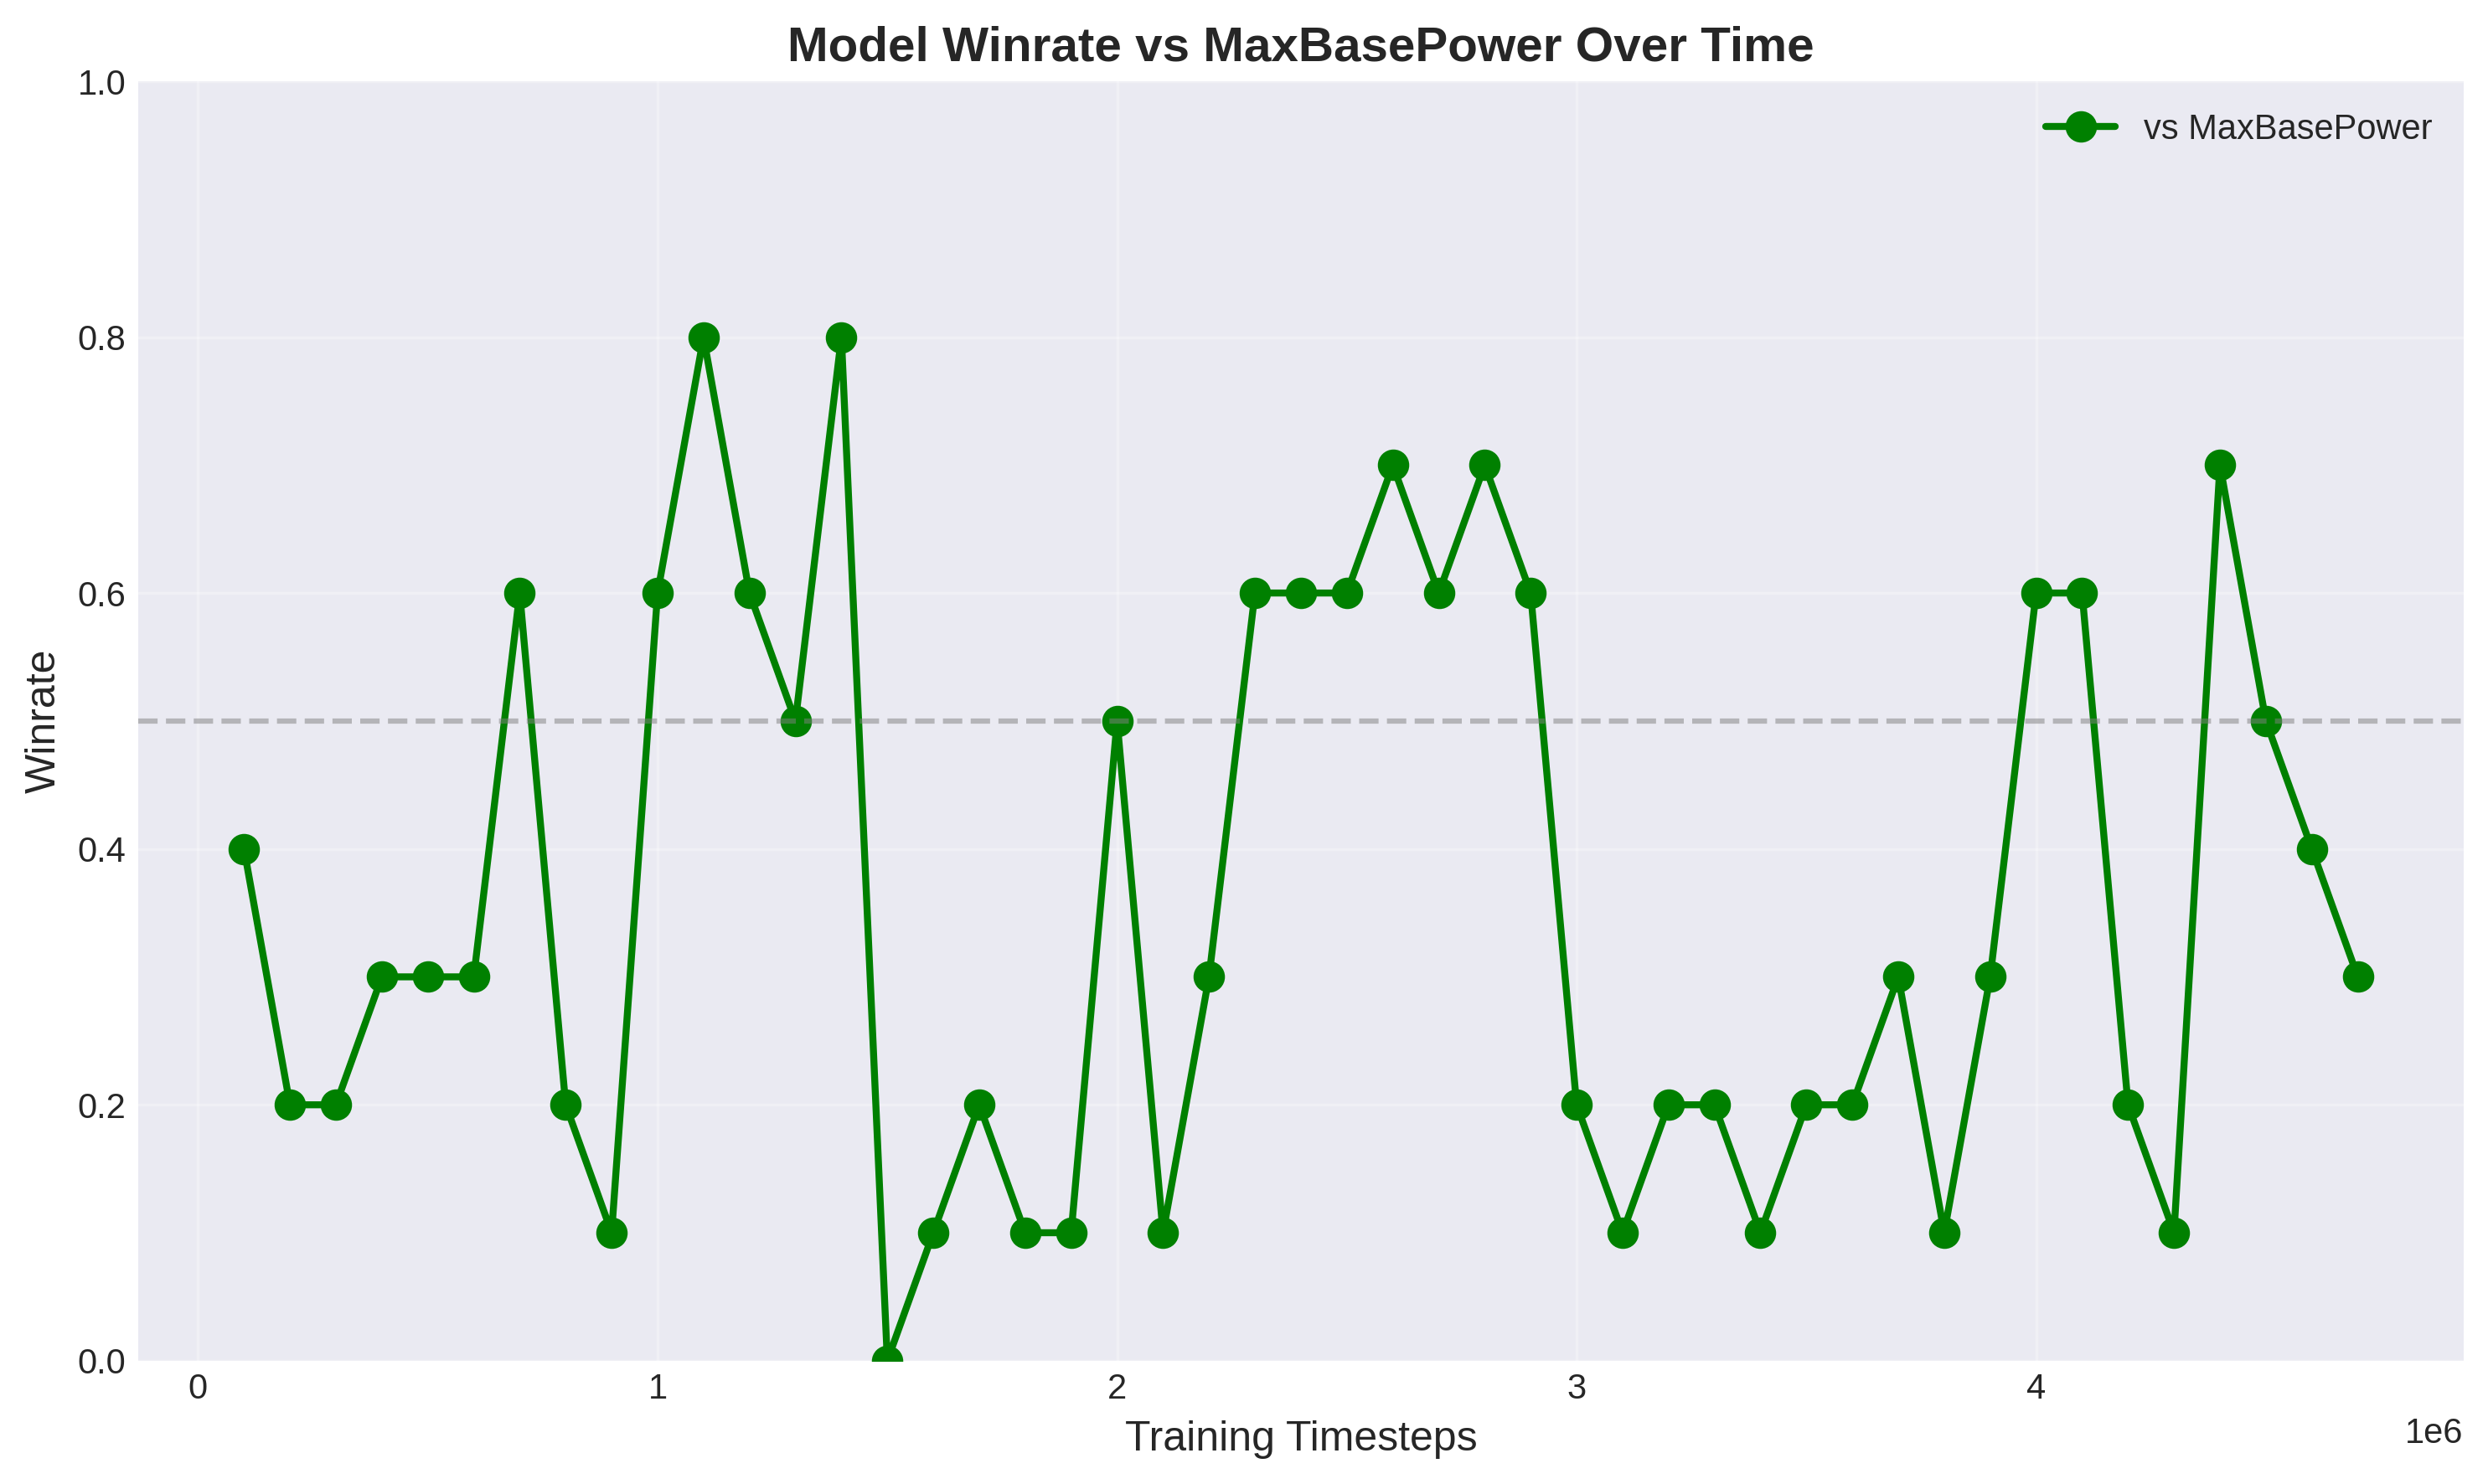 Model Winrate vs MaxBasePower Over Time
1.0
vs MaxBasePower
0.8
0.6
Winrate
0.4
0.2
0.0
0 1 2 3 4
Training Timesteps
1e6